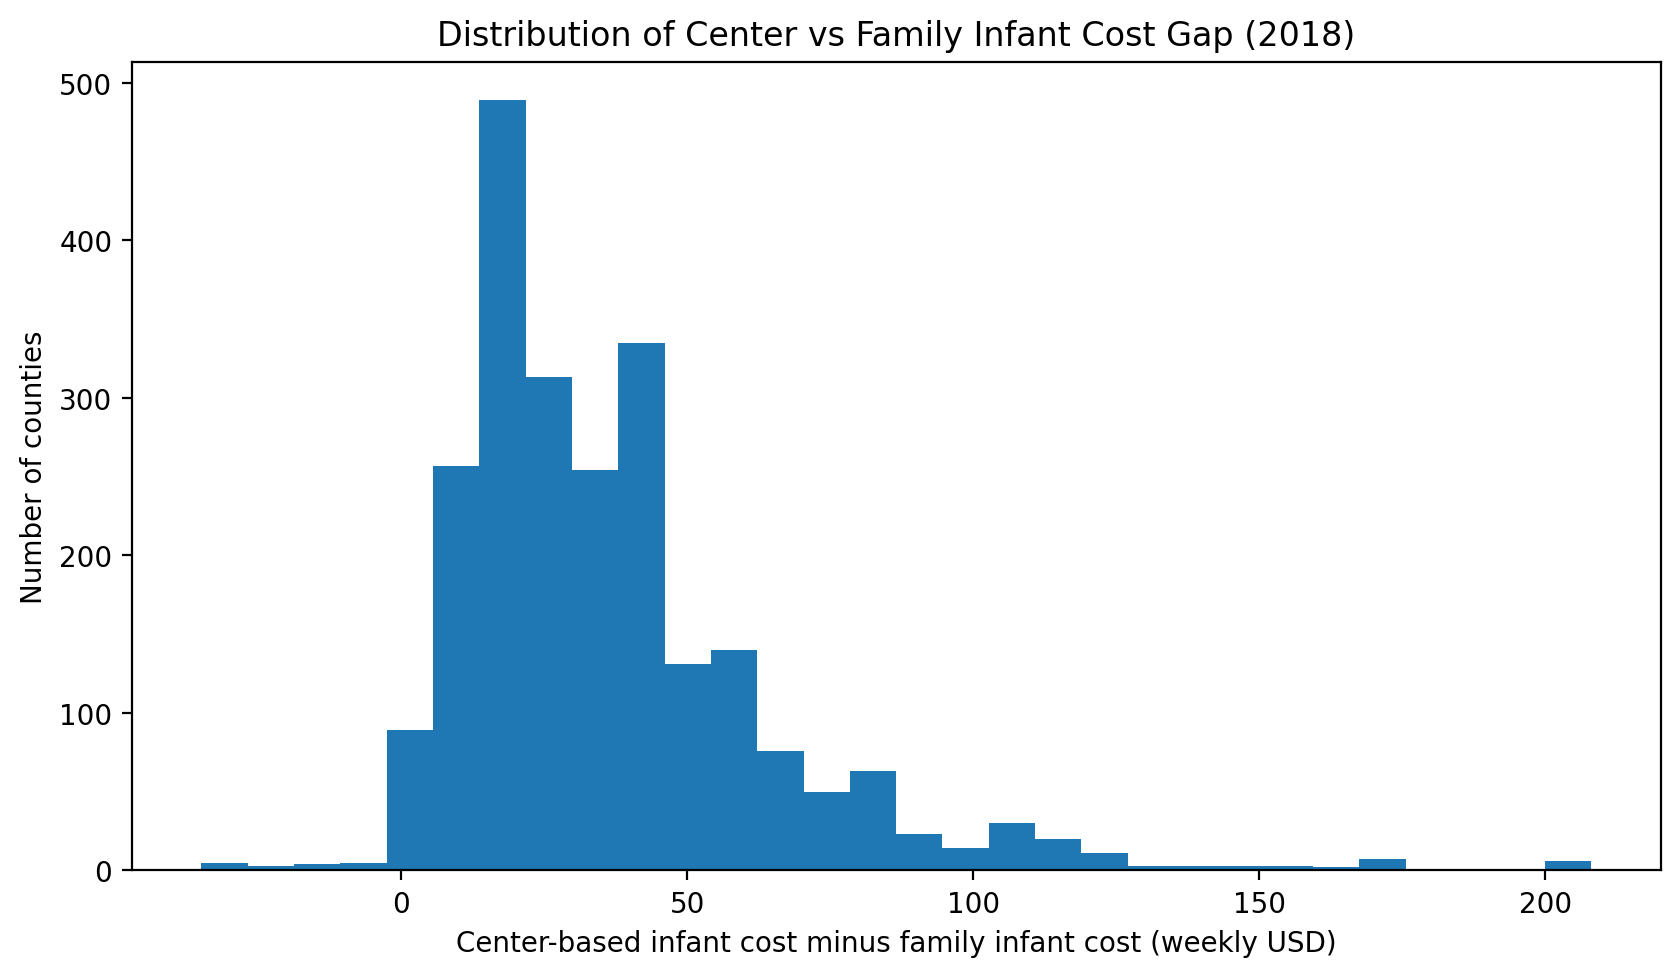 Distribution of Center vs Family Infant Cost Gap (2018)
500
400
300
200
100
0
Number of counties
0 50 100 150 200
Center-based infant cost minus family infant cost (weekly USD)